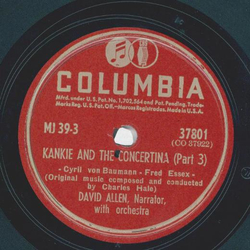 COLUMBIA
Mfrd. under U.S. Pat. No. 1,702,564 and Pat. Pending. Trade-
Marks Reg. U.S. Pat. Off. — Marcas Registradas. Made in U.S.A.
MJ 39-3
37801
(CO 37922)
KANKIE AND THE CONCERTINA (Part 3)
- Cyril von Baumann - Fred Essex -
(Original music composed and conducted
by Charles Hale)
DAVID ALLEN, Narrator,
with orchestra